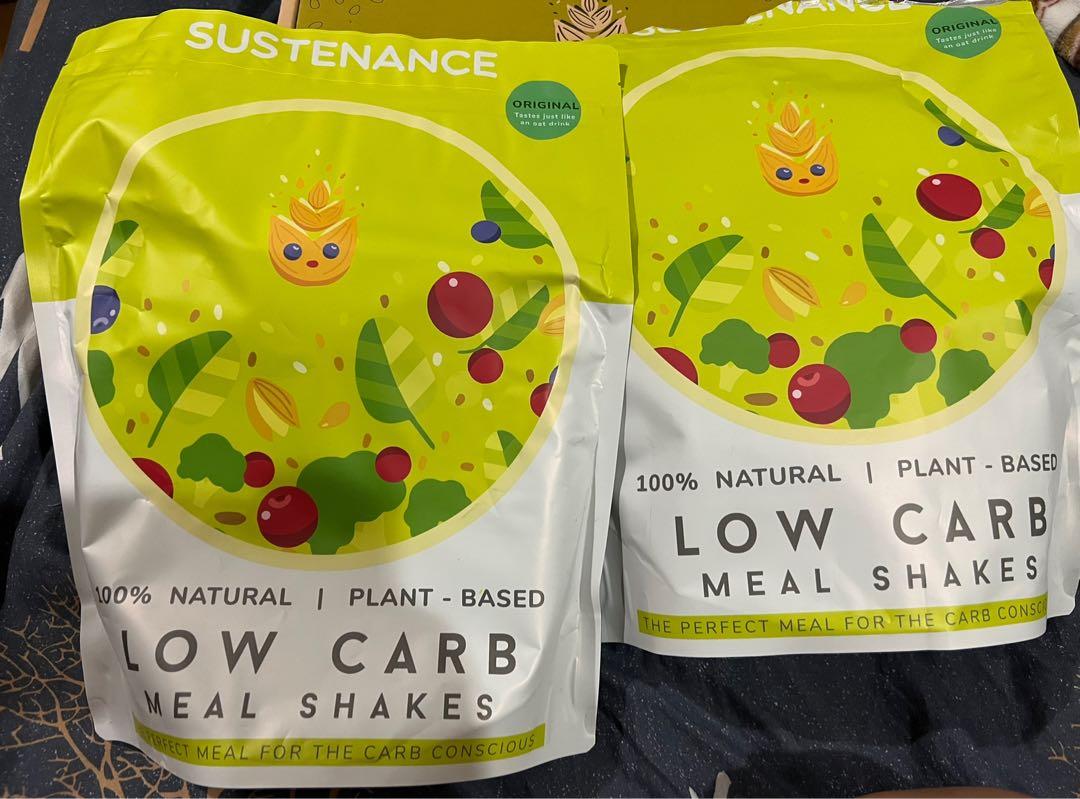 SUSTENANCE
ORIGINAL
Tastes just like
an oat drink
100% NATURAL | PLANT - BASED
LOW CARB
MEAL SHAKES
PERFECT MEAL FOR THE CARB CONSCIOUS
SUSTENANCE
ORIGINAL
Tastes just like
an oat drink
100% NATURAL | PLANT - BASED
LOW CARB
MEAL SHAKES
THE PERFECT MEAL FOR THE CARB